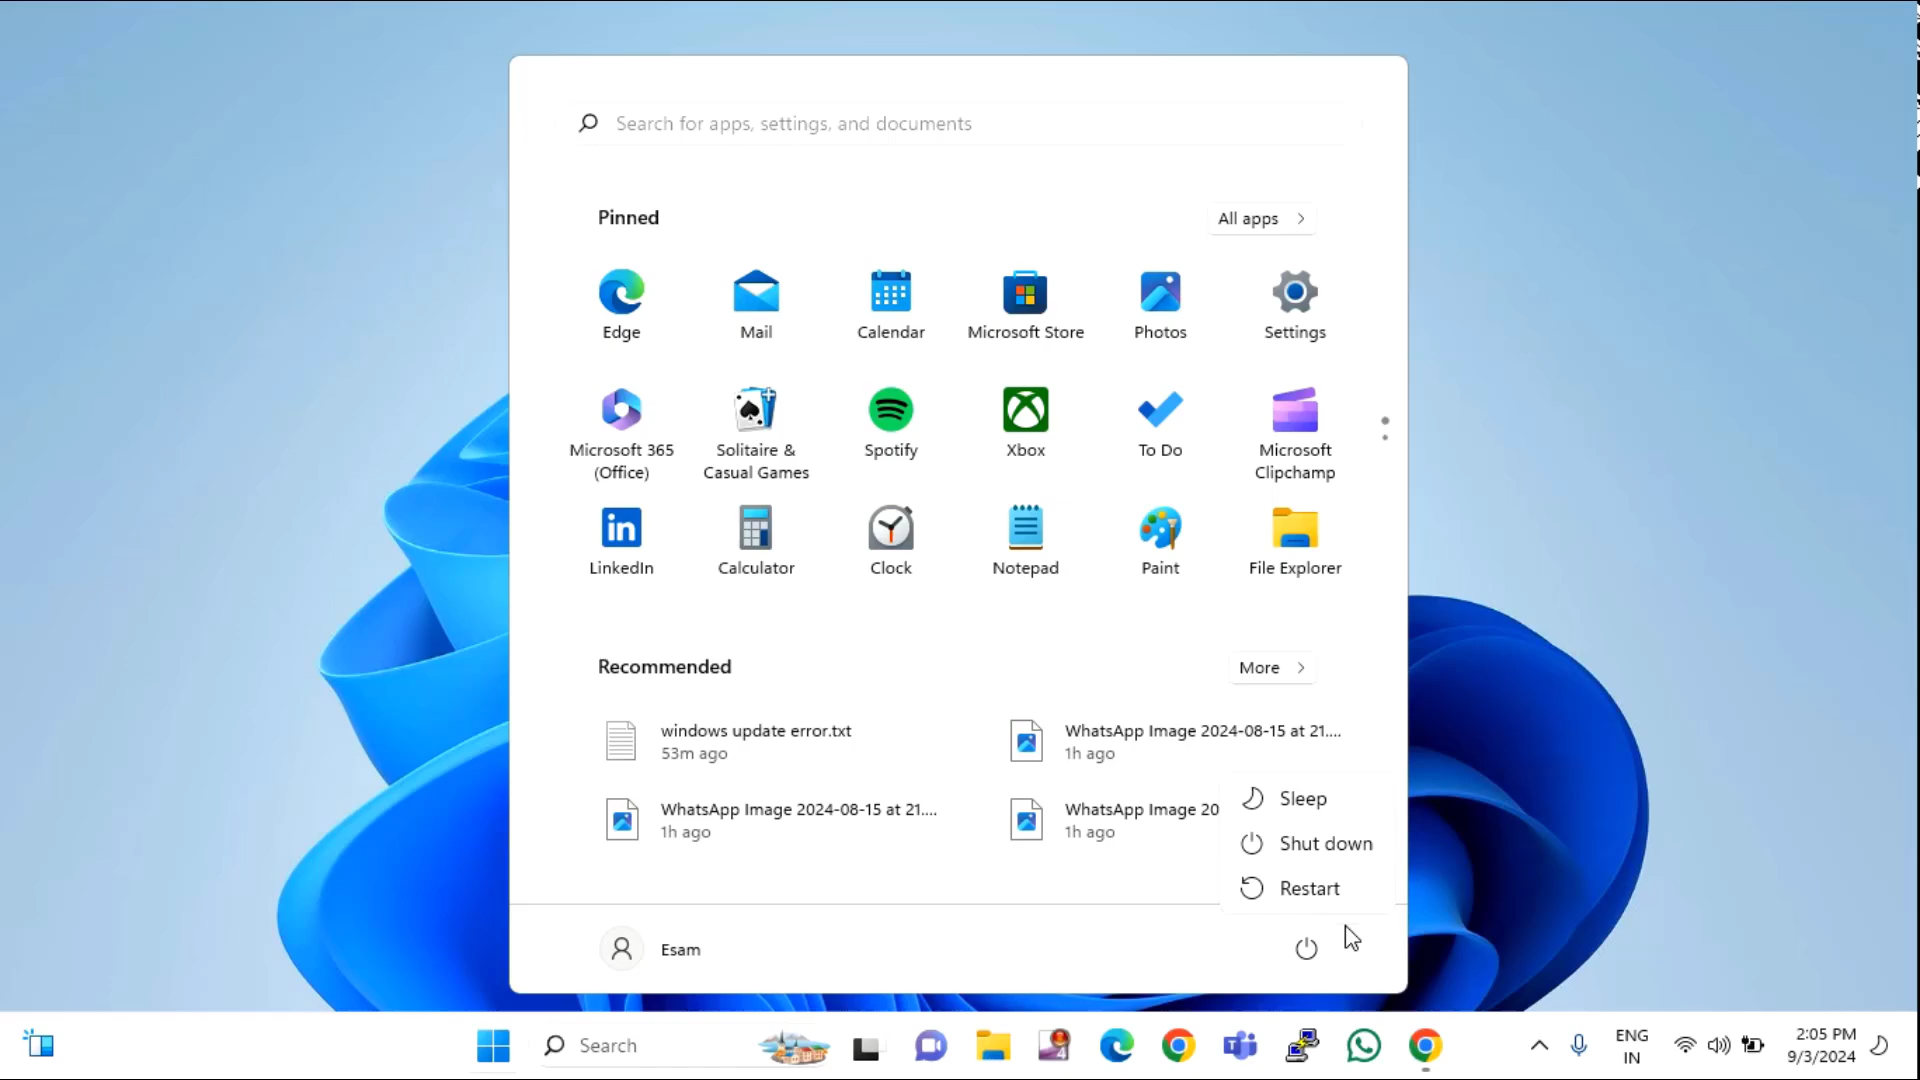 Search for apps, settings, and documents
Pinned
All apps
Edge
Mail
Calendar
Microsoft Store
Photos
Settings
Microsoft 365
(Office)
Solitaire &
Casual Games
Spotify
Xbox
To Do
Microsoft
Clipchamp
LinkedIn
Calculator
Clock
Notepad
Paint
File Explorer
Recommended
More
windows update error.txt
53m ago
WhatsApp Image 2024-08-15 at 21....
1h ago
WhatsApp Image 2024-08-15 at 21....
1h ago
WhatsApp Image 20
1h ago
Sleep
Shut down
Restart
Esam
Search
ENG
IN
2:05 PM
9/3/2024